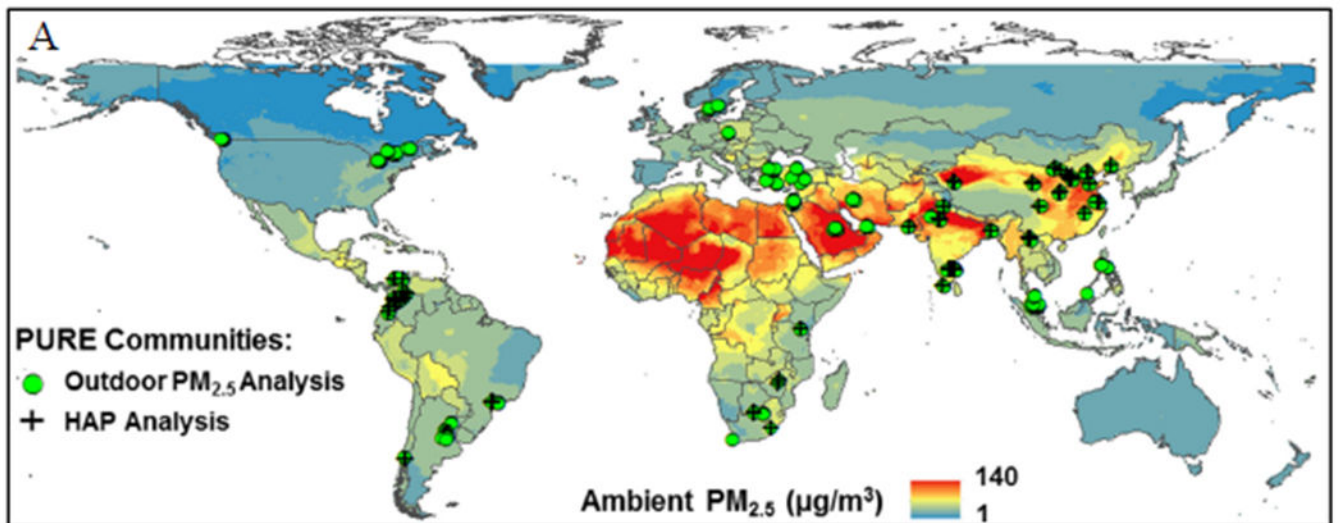 A
PURE Communities:
Outdoor PM2.5 Analysis
HAP Analysis
Ambient PM2.5 (µg/m³)
140
1